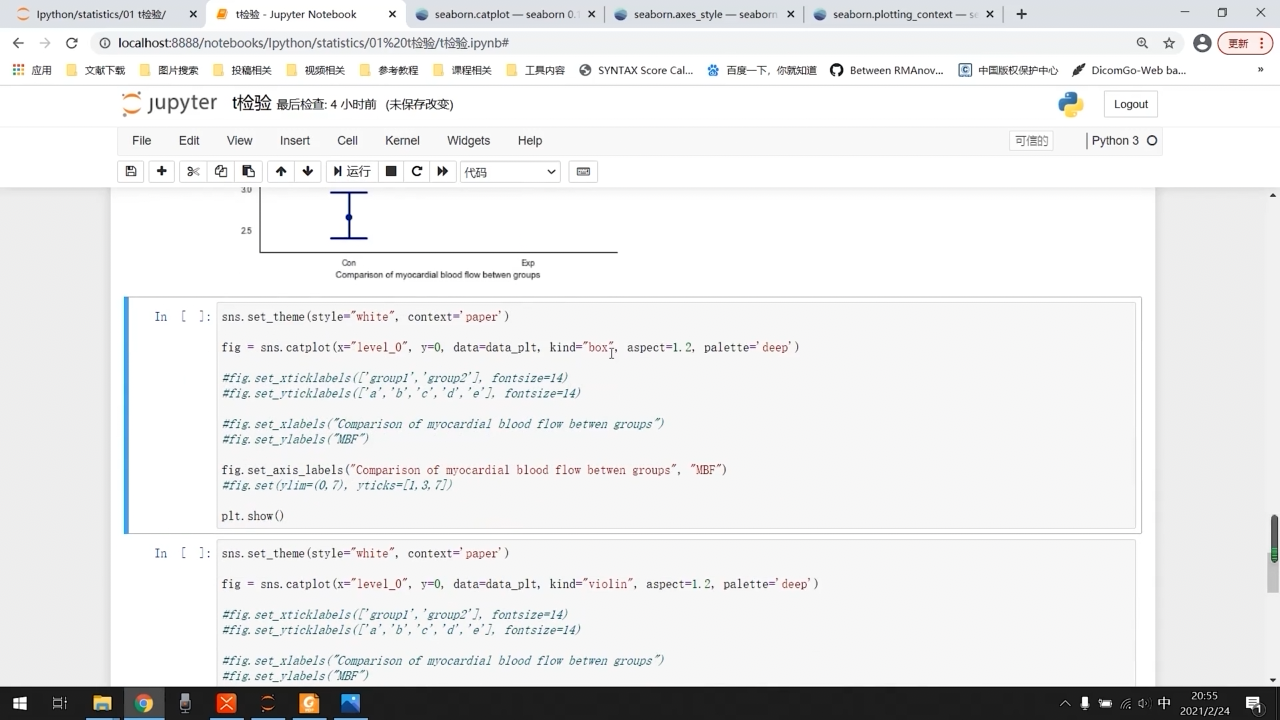 Ipython/statistics/01 t检验/
t检验 - Jupyter Notebook
seaborn.catplot — seaborn 0.1
seaborn.axes_style — seaborn
seaborn.plotting_context — se
localhost:8888/notebooks/Ipython/statistics/01%20t检验/t检验.ipynb#
更新
应用
文献下载
图片搜索
投稿相关
视频相关
参考教程
课程相关
工具内容
SYNTAX Score Cal...
百度一下，你就知道
Between RMAnov...
中国版权保护中心
DicomGo-Web ba...
»
jupyter t检验 最后检查: 4 小时前 (未保存改变)
Logout
File Edit View Insert Cell Kernel Widgets Help
可信的
Python 3
运行
代码
3.0
2.5
Con Exp
Comparison of myocardial blood flow betwen groups
In [ ]: sns.set_theme(style="white", context='paper')
fig = sns.catplot(x="level_0", y=0, data=data_plt, kind="box", aspect=1.2, palette='deep')
#fig.set_xticklabels(['group1','group2'], fontsize=14)
#fig.set_yticklabels(['a','b','c','d','e'], fontsize=14)
#fig.set_xlabels("Comparison of myocardial blood flow betwen groups")
#fig.set_ylabels("MBF")
fig.set_axis_labels("Comparison of myocardial blood flow betwen groups", "MBF")
#fig.set(ylim=(0,7), yticks=[1,3,7])
plt.show()
In [ ]: sns.set_theme(style="white", context='paper')
fig = sns.catplot(x="level_0", y=0, data=data_plt, kind="violin", aspect=1.2, palette='deep')
#fig.set_xticklabels(['group1','group2'], fontsize=14)
#fig.set_yticklabels(['a','b','c','d','e'], fontsize=14)
#fig.set_xlabels("Comparison of myocardial blood flow betwen groups")
#fig.set_ylabels("MBF")
中
20:55
2021/2/24